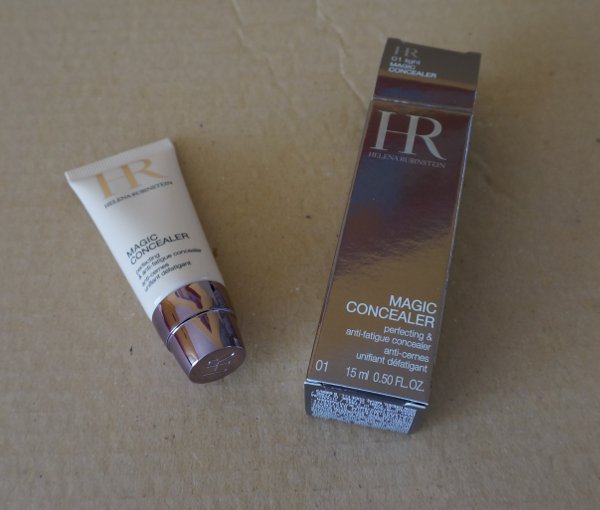 HR
HELENA RUBINSTEIN
MAGIC
CONCEALER
perfecting
& anti-fatigue concealer
anti-cernes
unifiant défatigant
HR
01 light
MAGIC
CONCEALER
HR
HELENA RUBINSTEIN
MAGIC
CONCEALER
perfecting &
anti-fatigue concealer
anti-cernes
unifiant défatigant
01
15 ml 0.50 FL.OZ.